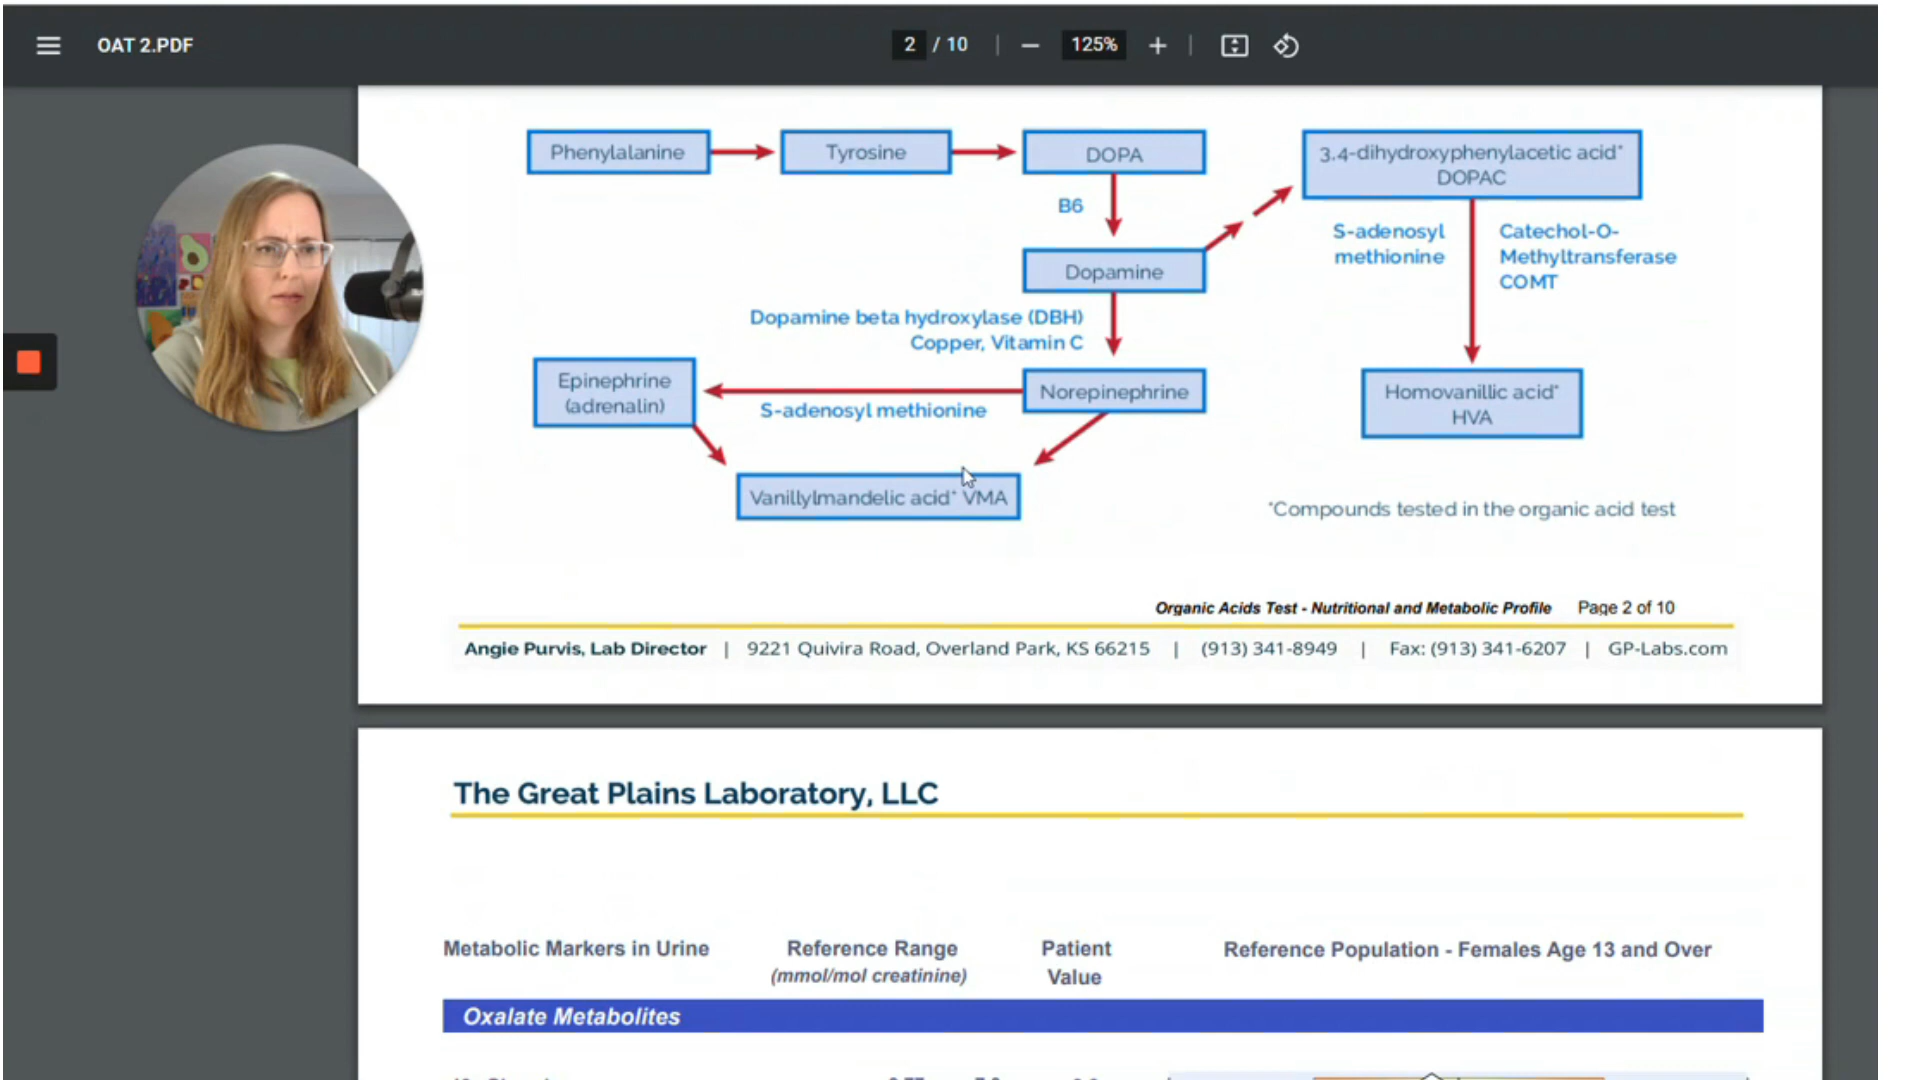 OAT 2.PDF
2 / 10
125%
Phenylalanine
Tyrosine
DOPA
3,4-dihydroxyphenylacetic acid*
DOPAC
B6
S-adenosyl
methionine
Catechol-O-
Methyltransferase
COMT
Dopamine
Dopamine beta hydroxylase (DBH)
Copper, Vitamin C
Epinephrine
(adrenalin)
S-adenosyl methionine
Norepinephrine
Homovanillic acid*
HVA
Vanillylmandelic acid* VMA
*Compounds tested in the organic acid test
Organic Acids Test - Nutritional and Metabolic Profile Page 2 of 10
Angie Purvis, Lab Director | 9221 Quivira Road, Overland Park, KS 66215 | (913) 341-8949 | Fax: (913) 341-6207 | GP-Labs.com
The Great Plains Laboratory, LLC
Metabolic Markers in Urine
Reference Range
(mmol/mol creatinine)
Patient
Value
Reference Population - Females Age 13 and Over
Oxalate Metabolites